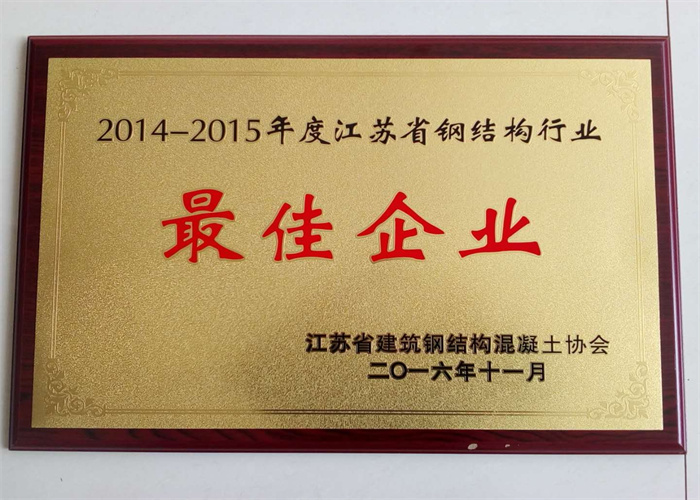 2014–2015年度江苏省钢结构行业
最佳企业
江苏省建筑钢结构混凝土协会
二〇一六年十一月